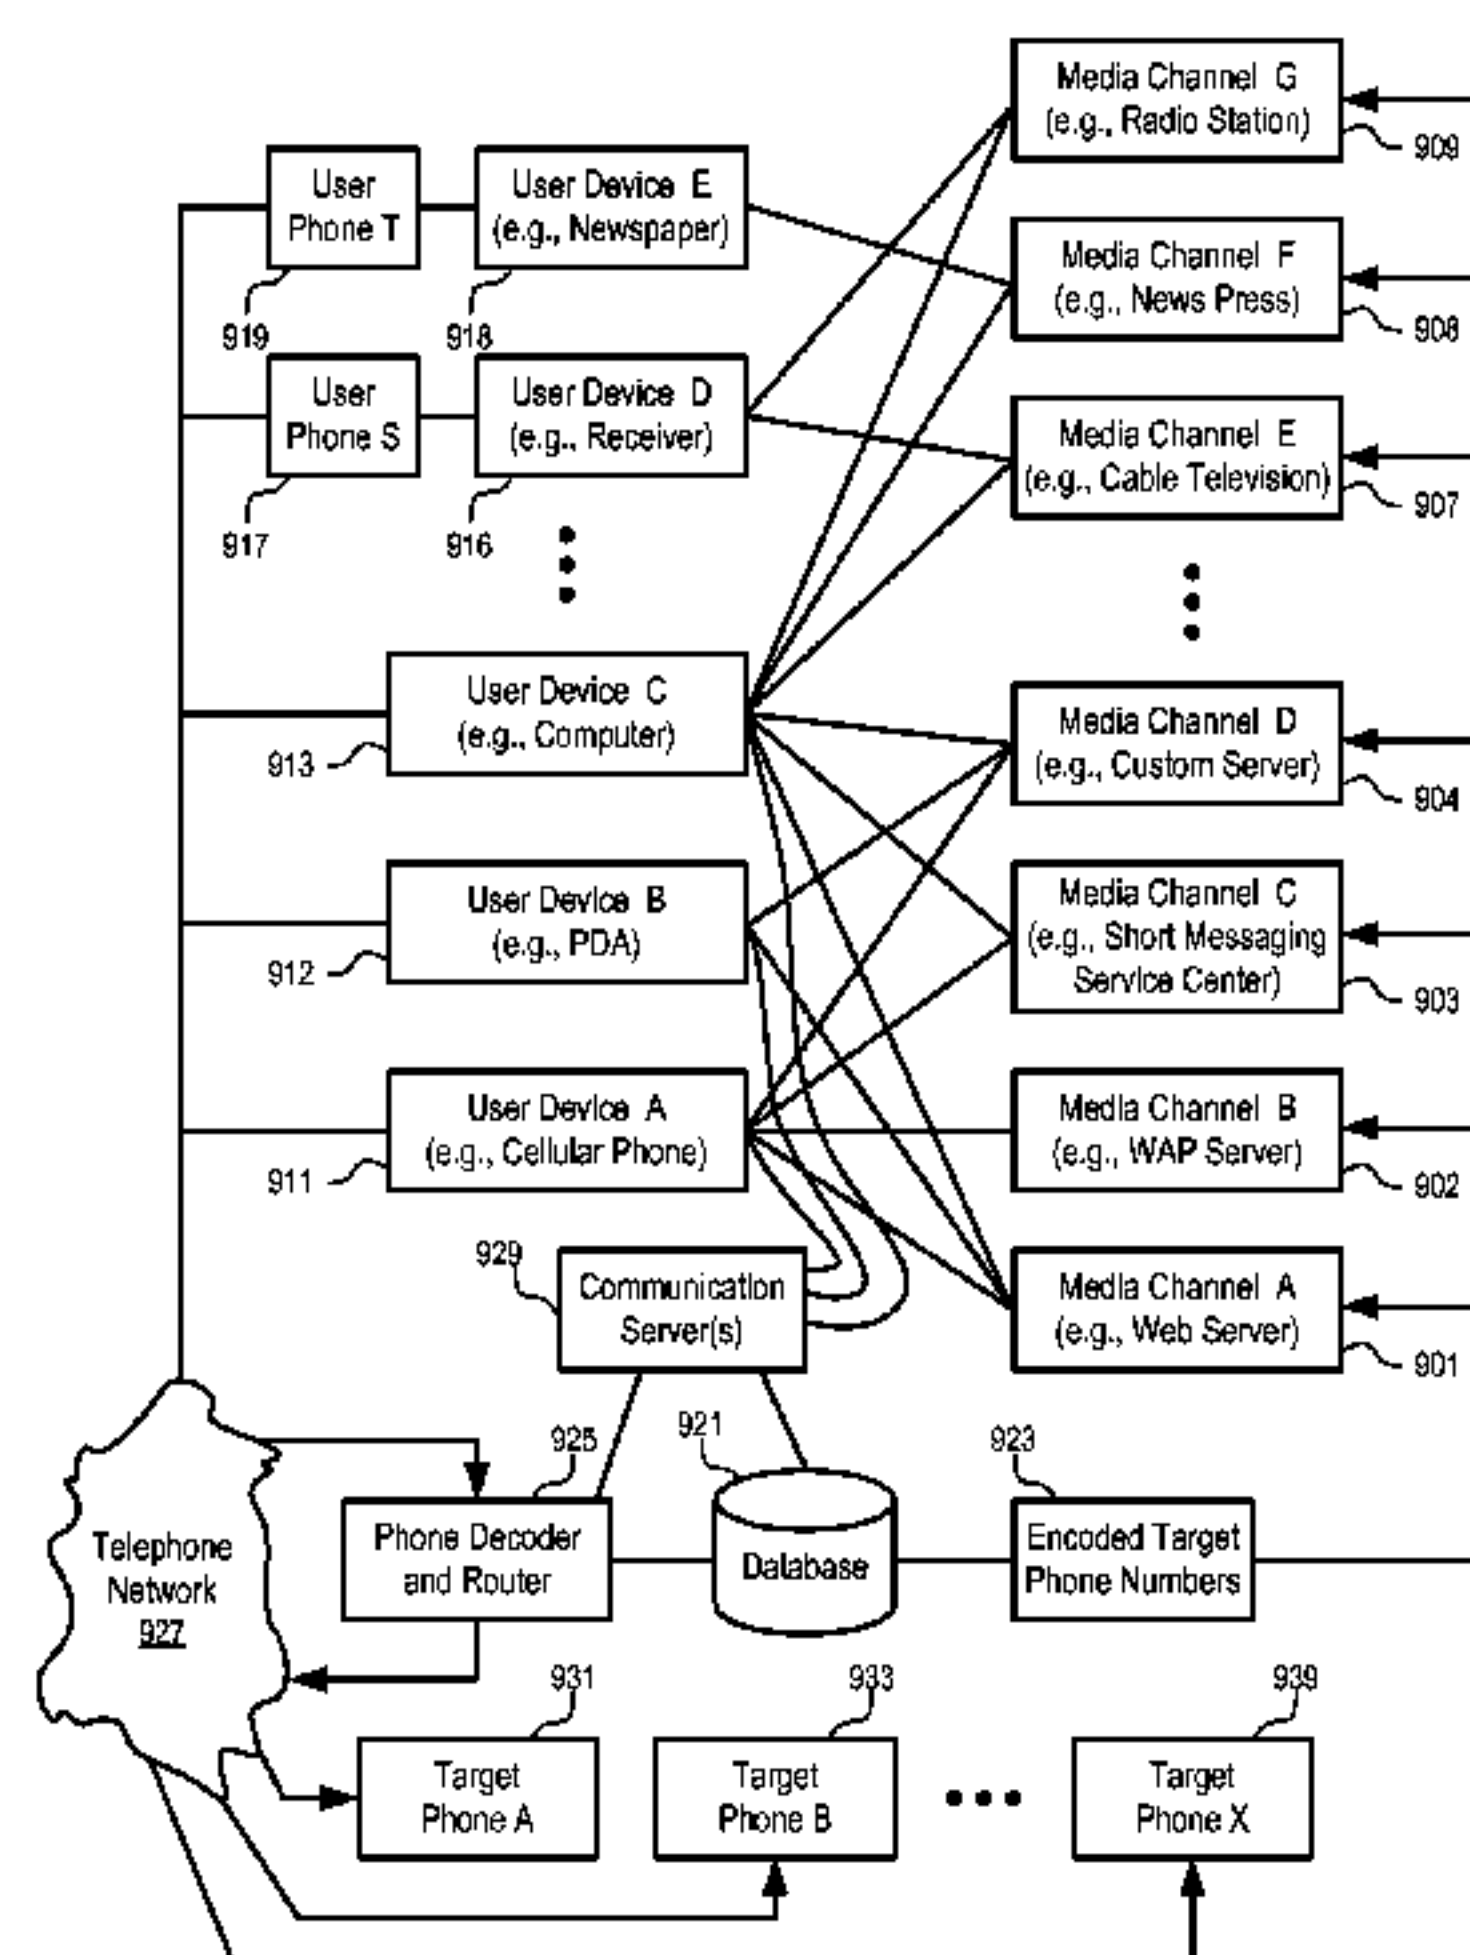 Media Channel G
(e.g., Radio Station)
909
User
Phone T
919
User Device E
(e.g., Newspaper)
918
Media Channel F
(e.g., News Press)
908
User
Phone S
917
User Device D
(e.g., Receiver)
916
Media Channel E
(e.g., Cable Television)
907
User Device C
(e.g., Computer)
913
Media Channel D
(e.g., Custom Server)
904
User Device B
(e.g., PDA)
912
Media Channel C
(e.g., Short Messaging
Service Center)
903
User Device A
(e.g., Cellular Phone)
911
Media Channel B
(e.g., WAP Server)
902
929
Communication
Server(s)
Media Channel A
(e.g., Web Server)
901
Telephone
Network
927
925
Phone Decoder
and Router
921
Database
923
Encoded Target
Phone Numbers
931
Target
Phone A
933
Target
Phone B
939
Target
Phone X